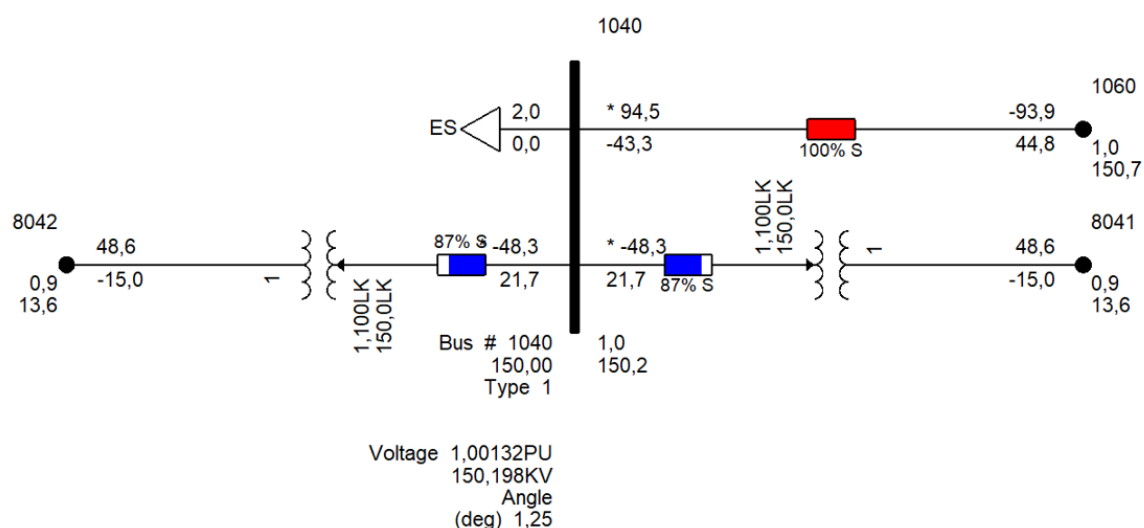 1040
1060
ES
2,0
0,0
* 94,5
-43,3
100% S
-93,9
44,8
1,0
150,7
8042
48,6
-15,0
0,9
13,6
1
1,100LK
150,0LK
87% S
* -48,3
21,7
* -48,3
21,7
87% S
1,100LK
150,0LK
1
8041
48,6
-15,0
0,9
13,6
Bus # 1040
150,00
Type 1
1,0
150,2
Voltage 1,00132PU
150,198KV
Angle
(deg) 1,25